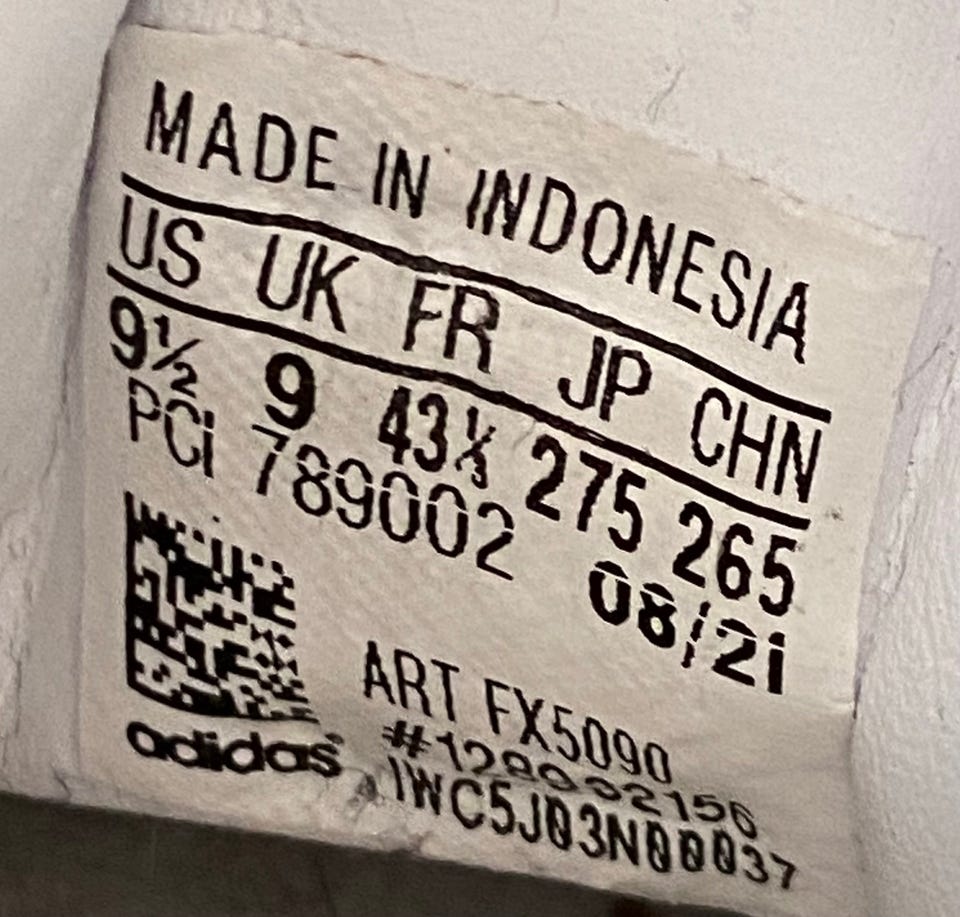 MADE IN INDONESIA
US UK FR JP CHN
9½ 9 43⅓ 275 265
PCI 789002 08/21
ART FX5090
adidas
1WC5J03N00037